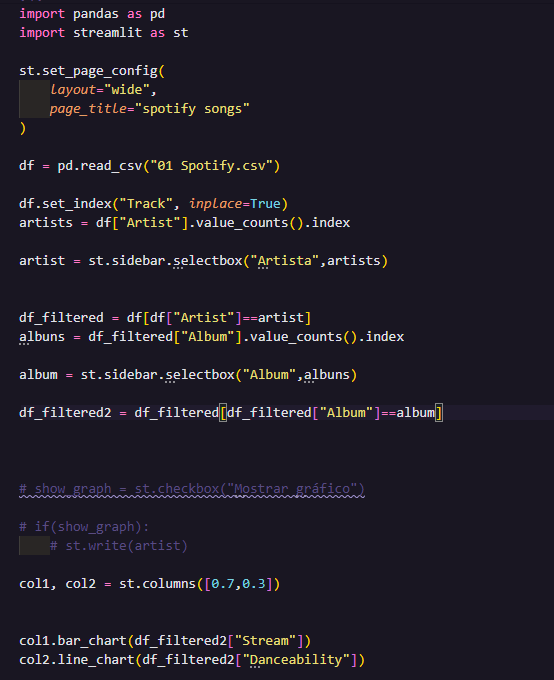 import pandas as pd
import streamlit as st
st.set_page_config(
layout="wide",
page_title="spotify songs"
)
df = pd.read_csv("01 Spotify.csv")
df.set_index("Track", inplace=True)
artists = df["Artist"].value_counts().index
artist = st.sidebar.selectbox("Artista",artists)
df_filtered = df[df["Artist"]==artist]
albuns = df_filtered["Album"].value_counts().index
album = st.sidebar.selectbox("Album",albuns)
df_filtered2 = df_filtered[df_filtered["Album"]==album]
# show_graph = st.checkbox("Mostrar gráfico")
# if(show_graph):
# st.write(artist)
col1, col2 = st.columns([0.7,0.3])
col1.bar_chart(df_filtered2["Stream"])
col2.line_chart(df_filtered2["Danceability"])